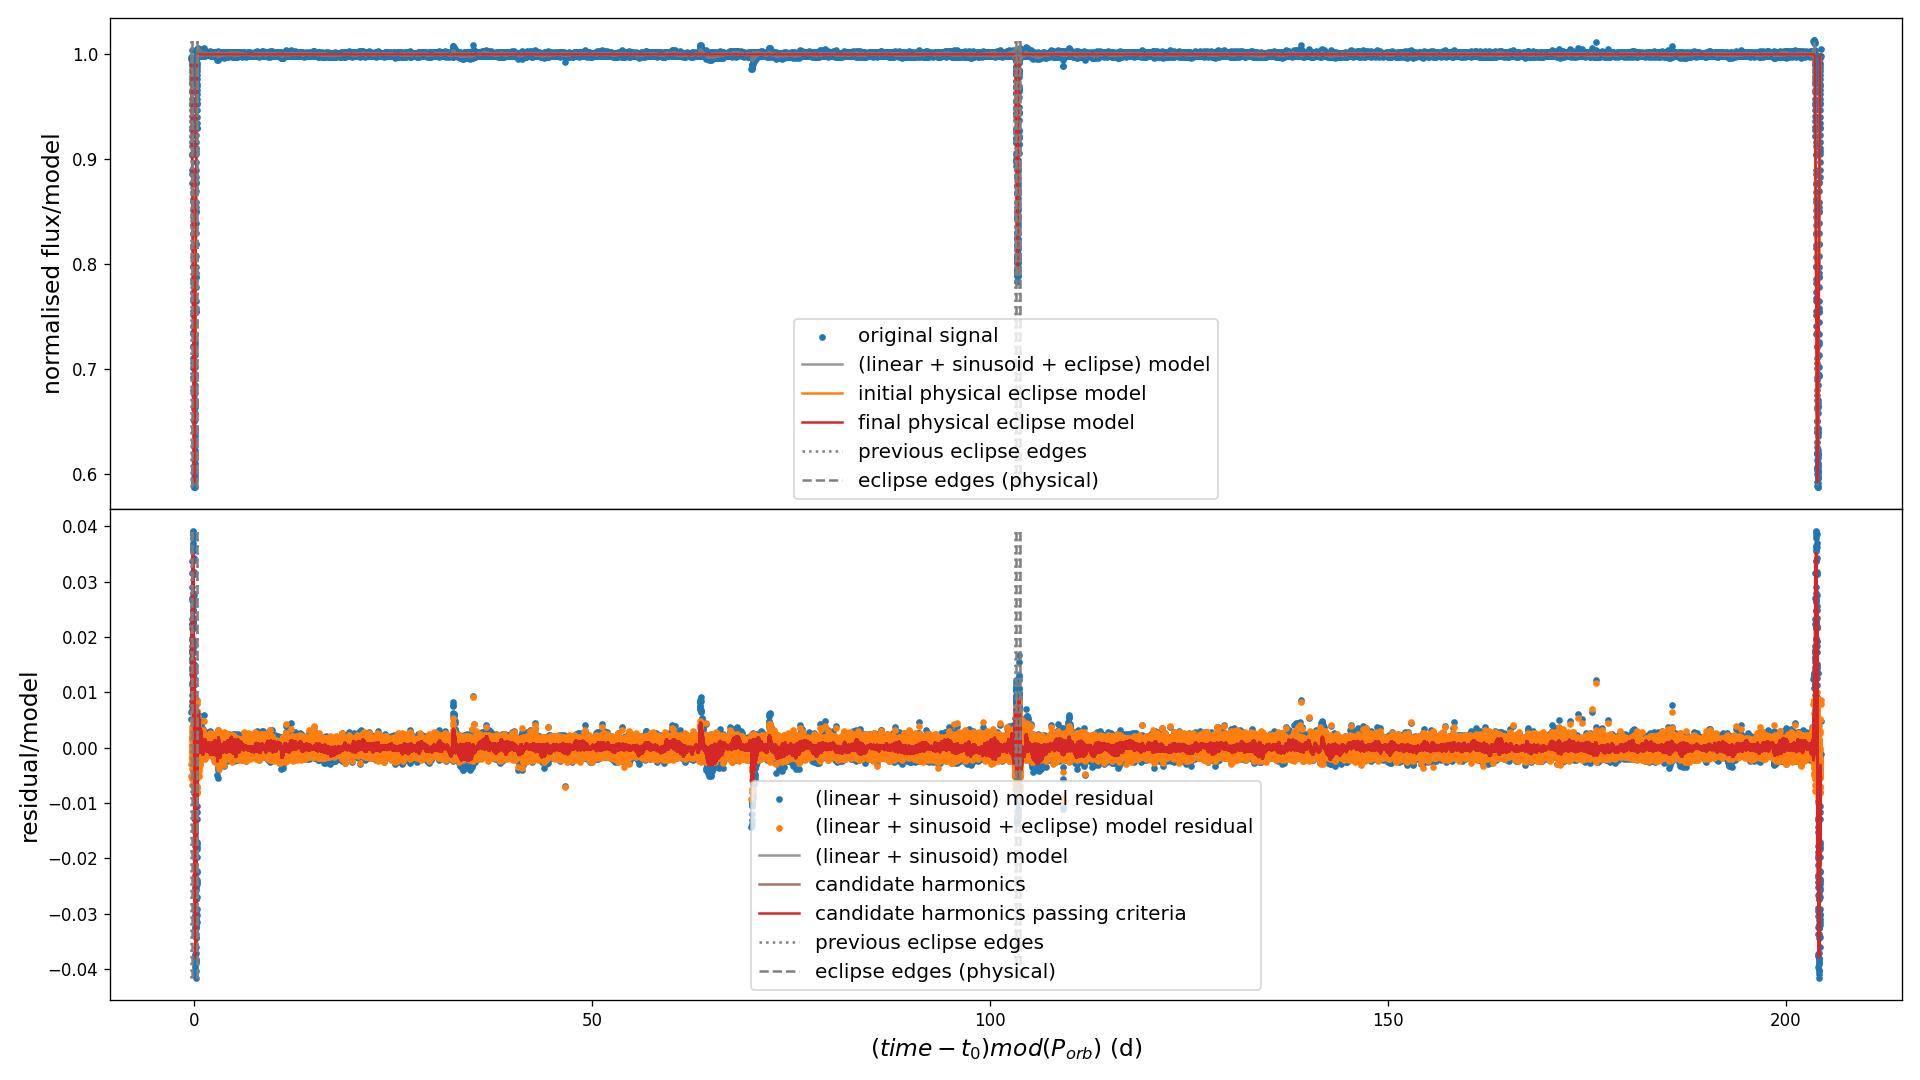 normalised flux/model
1.0
0.9
0.8
0.7
0.6
original signal
(linear + sinusoid + eclipse) model
initial physical eclipse model
final physical eclipse model
previous eclipse edges
eclipse edges (physical)
residual/model
0.04
0.03
0.02
0.01
0.00
−0.01
−0.02
−0.03
−0.04
(linear + sinusoid) model residual
(linear + sinusoid + eclipse) model residual
(linear + sinusoid) model
candidate harmonics
candidate harmonics passing criteria
previous eclipse edges
eclipse edges (physical)
0 50 100 150 200
(time − t₀)mod(Pₒᵣb) (d)